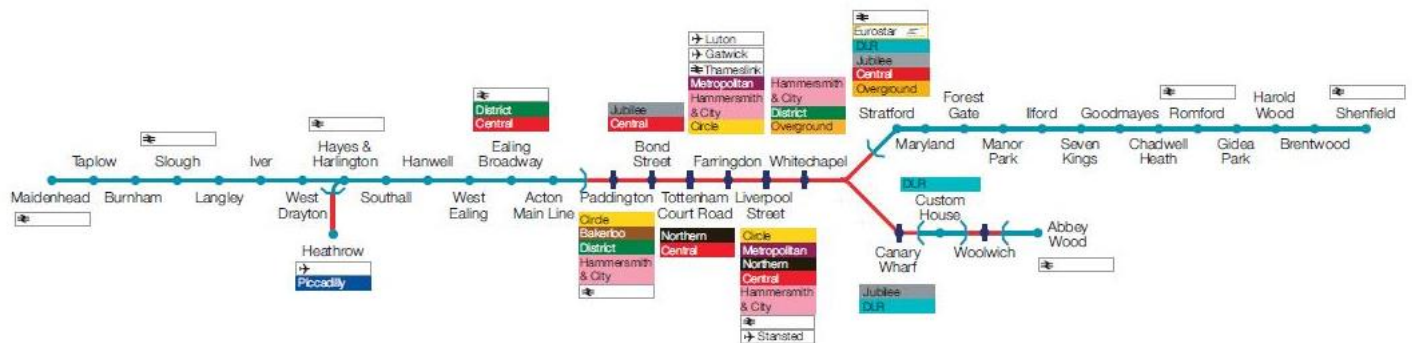 Luton
Gatwick
Thameslink
Metropolitan
Hammersmith
& City
Circle
Hammersmith
& City
District
Overground
Eurostar
DLR
Jubilee
Central
Overground
District
Central
Jubilee
Central
Taplow
Slough
Iver
Hayes &
Harlington
Hanwell
Ealing
Broadway
Bond
Street
Farringdon
Whitechapel
Stratford
Forest
Gate
Ilford
Goodmayes
Romford
Harold
Wood
Shenfield
Maidenhead
Burnham
Langley
West
Drayton
Southall
West
Ealing
Acton
Main Line
Paddington
Tottenham
Court Road
Liverpool
Street
Maryland
Manor
Park
Seven
Kings
Chadwell
Heath
Gidea
Park
Brentwood
Heathrow
Piccadilly
Circle
Bakerloo
District
Hammersmith
& City
Northern
Central
Circle
Metropolitan
Northern
Central
Hammersmith
& City
Stansted
DLR
Custom
House
Canary
Wharf
Woolwich
Abbey
Wood
Jubilee
DLR